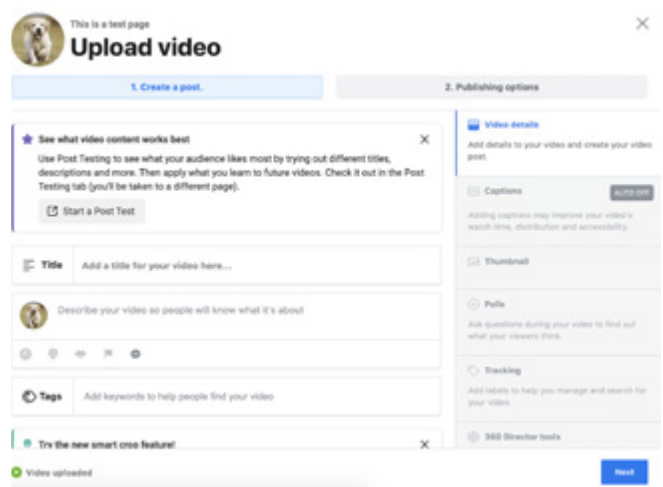 This is a test page
Upload video
1. Create a post.
2. Publishing options
See what video content works best
Use Post Testing to see what your audience likes most by trying out different titles,
descriptions and more. Then apply what you learn to future videos. Check it out in the Post
Testing tab (you'll be taken to a different page).
Start a Post Test
Title
Add a title for your video here...
Describe your video so people will know what it's about
Tags
Add keywords to help people find your video
Try the new smart crop feature!
Video details
Add details to your video and create your video
post.
Captions
AUTO OFF
Adding captions may improve your video's
watch time, distribution and accessibility.
Thumbnail
Polls
Ask questions during your video to find out
what your viewers think.
Tracking
Add labels to help you manage and search for
your video.
360 Director tools
Video uploaded
Next